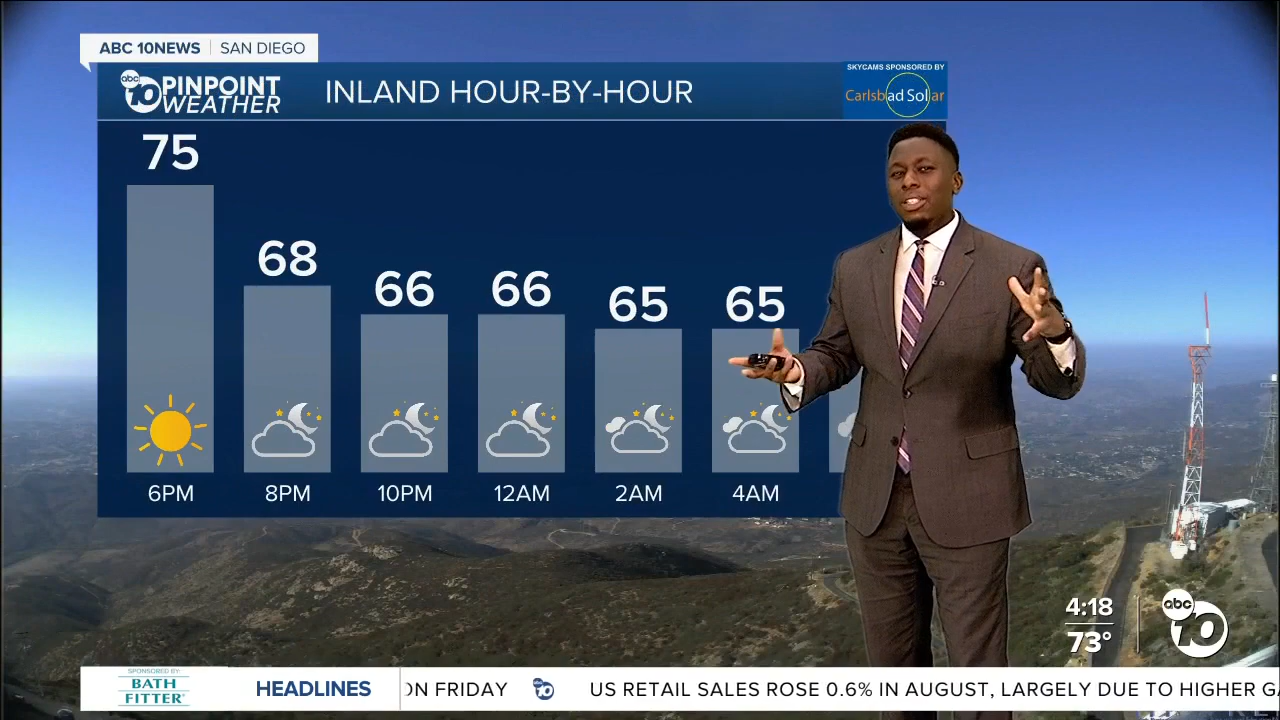 ABC 10NEWS | SAN DIEGO
abc 10 PINPOINT
WEATHER
INLAND HOUR-BY-HOUR
SKYCAMS SPONSORED BY
Carlsbad Solar
75
68
66
66
65
65
6PM
8PM
10PM
12AM
2AM
4AM
4:18
73°
abc
10
SPONSORED BY:
BATH
FITTER
HEADLINES
ON FRIDAY
abc 10
US RETAIL SALES ROSE 0.6% IN AUGUST, LARGELY DUE TO HIGHER